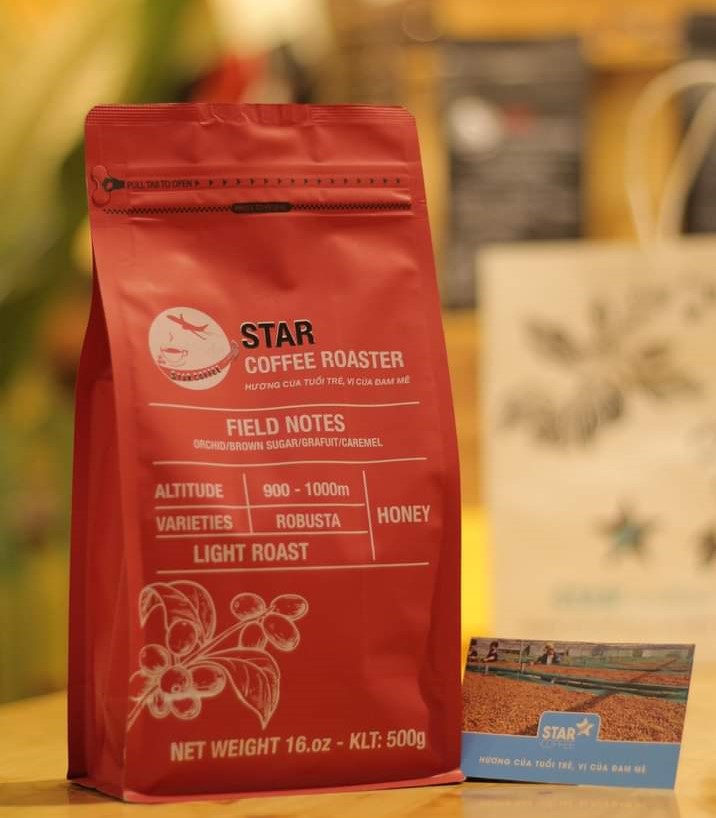 PULL TAB TO OPEN
STAR COFFEE
STAR
COFFEE ROASTER
HƯƠNG CỦA TUỔI TRẺ, VỊ CỦA ĐAM MÊ
FIELD NOTES
ORCHID/BROWN SUGAR/GRAFUIT/CAREMEL
ALTITUDE 900 - 1000m
VARIETIES ROBUSTA HONEY
LIGHT ROAST
NET WEIGHT 16.oz - KLT: 500g
STAR
COFFEE
HƯƠNG CỦA TUỔI TRẺ, VỊ CỦA ĐAM MÊ